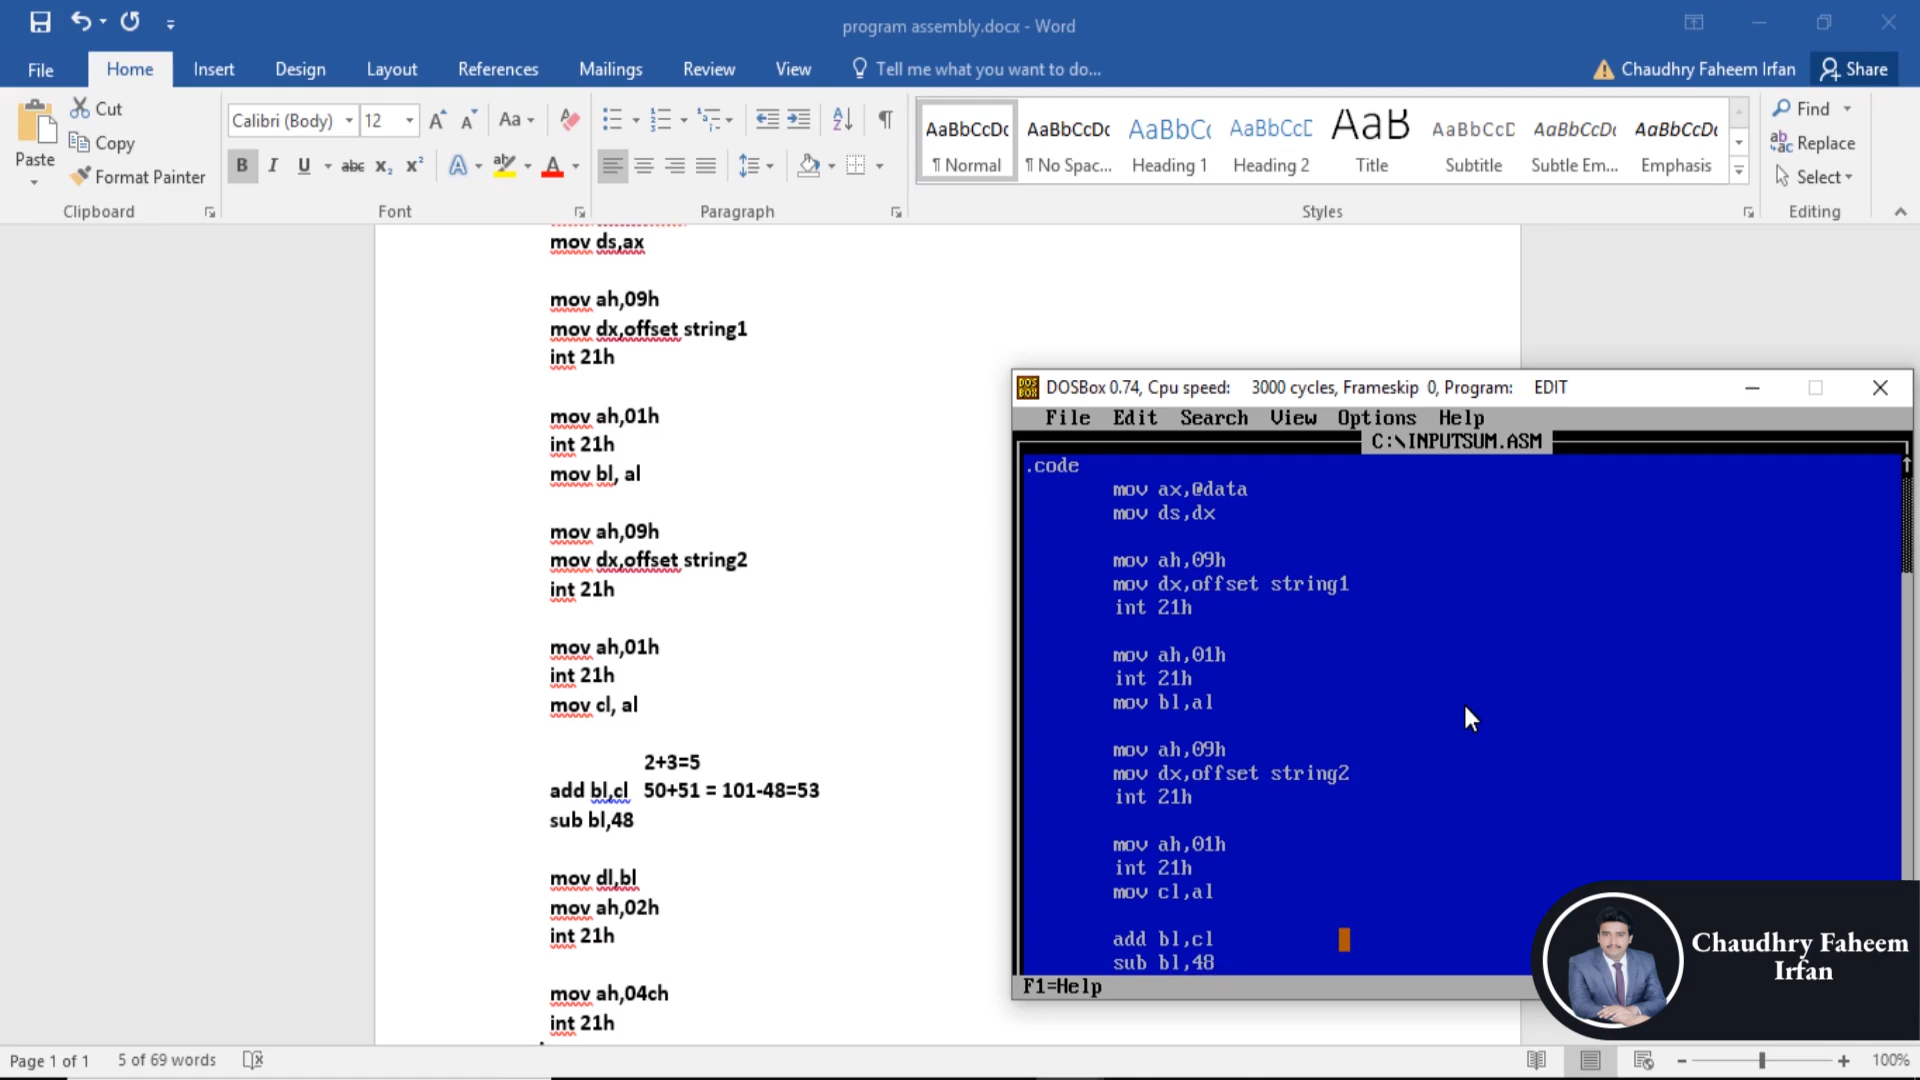 program assembly.docx - Word
File Home Insert Design Layout References Mailings Review View Tell me what you want to do... Chaudhry Faheem Irfan Share
Cut
Copy
Format Painter
Paste
Clipboard
Calibri (Body) 12 Aa
B I U abc X₂ X² A ab A
Font
Paragraph
AaBbCcDc AaBbCcDc AaBbC AaBbCcD AaB AaBbCcD AaBbCcDc AaBbCcDc
¶ Normal ¶ No Spac... Heading 1 Heading 2 Title Subtitle Subtle Em... Emphasis
Styles
Find
Replace
Select
Editing
mov ds,ax
mov ah,09h
mov dx,offset string1
int 21h
mov ah,01h
int 21h
mov bl, al
mov ah,09h
mov dx,offset string2
int 21h
mov ah,01h
int 21h
mov cl, al
2+3=5
add bl,cl 50+51 = 101-48=53
sub bl,48
mov dl,bl
mov ah,02h
int 21h
mov ah,04ch
int 21h
DOSBox 0.74, Cpu speed: 3000 cycles, Frameskip 0, Program: EDIT
File Edit Search View Options Help
C:\INPUTSUM.ASM
.code
mov ax,@data
mov ds,dx
mov ah,09h
mov dx,offset string1
int 21h
mov ah,01h
int 21h
mov bl,al
mov ah,09h
mov dx,offset string2
int 21h
mov ah,01h
int 21h
mov cl,al
add bl,cl
sub bl,48
F1=Help
Chaudhry Faheem
Irfan
Page 1 of 1 5 of 69 words 100%